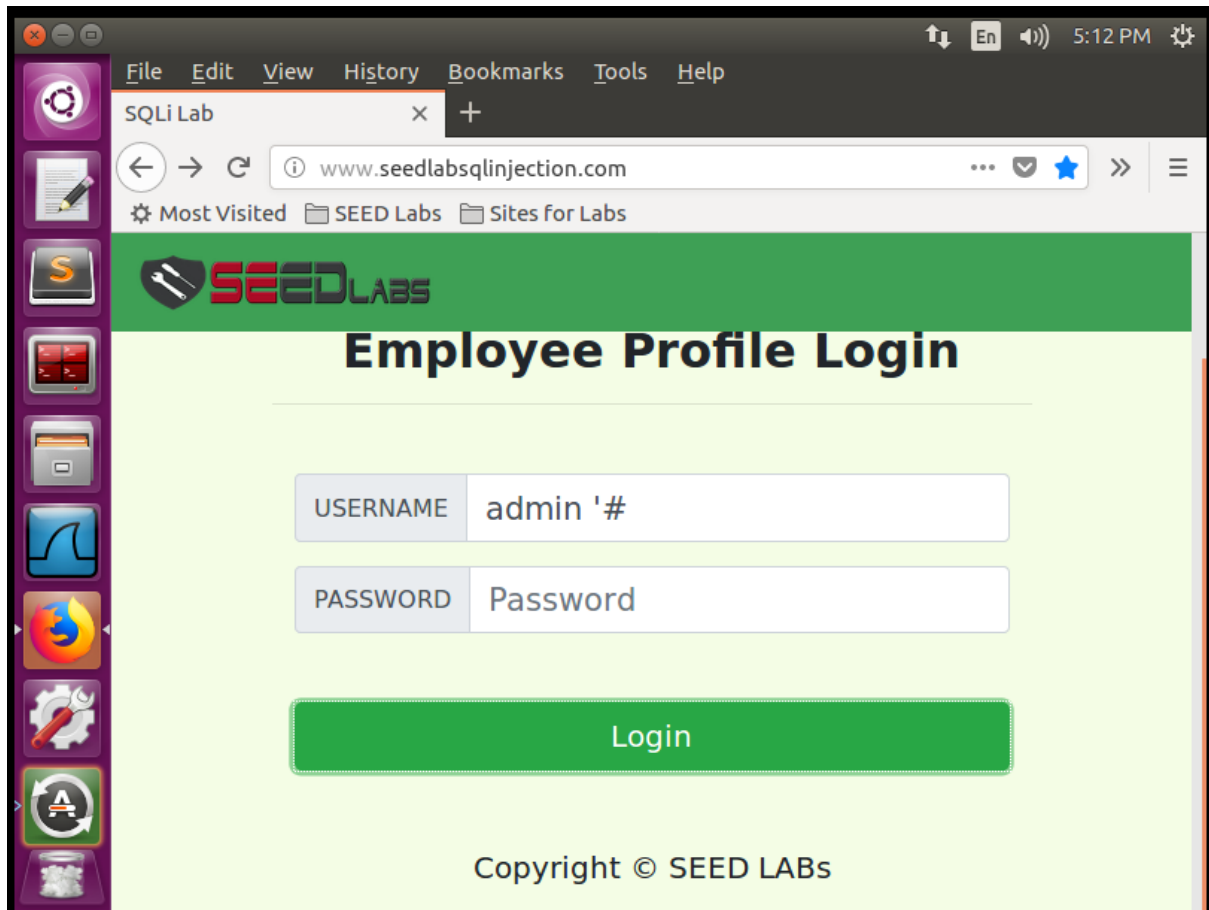 En 5:12 PM
File Edit View History Bookmarks Tools Help
SQLi Lab
www.seedlabsqlinjection.com
Most Visited SEED Labs Sites for Labs
SEEDLABS
Employee Profile Login
USERNAME admin '#
PASSWORD Password
Login
Copyright © SEED LABs